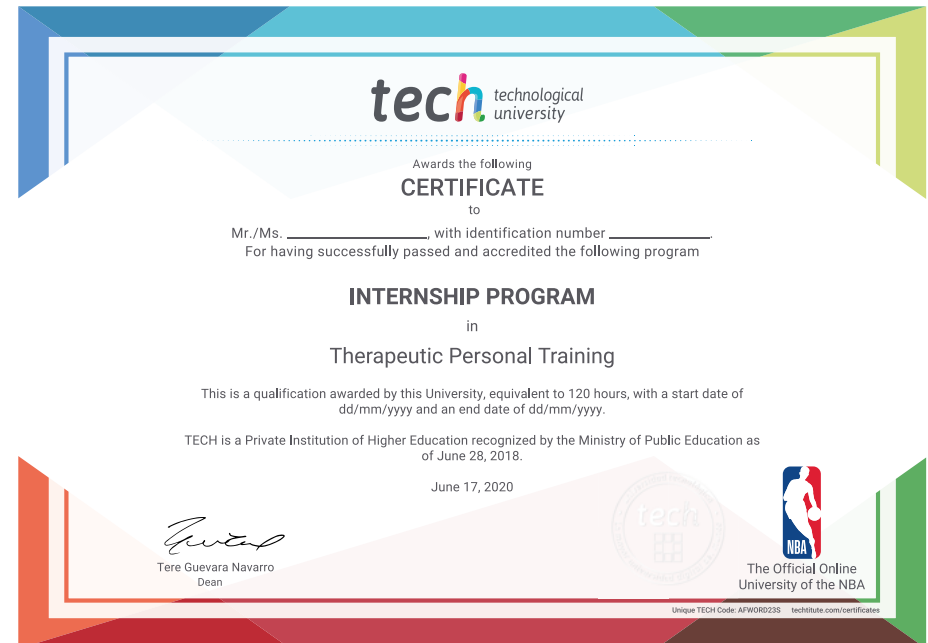 tech technological
university
Awards the following
CERTIFICATE
to
Mr./Ms. ____________________, with identification number ______________.
For having successfully passed and accredited the following program
INTERNSHIP PROGRAM
in
Therapeutic Personal Training
This is a qualification awarded by this University, equivalent to 120 hours, with a start date of
dd/mm/yyyy and an end date of dd/mm/yyyy.
TECH is a Private Institution of Higher Education recognized by the Ministry of Public Education as
of June 28, 2018.
June 17, 2020
tech
NBA
Tere Guevara Navarro
Dean
The Official Online
University of the NBA
Unique TECH Code: AFWORD23S techtitute.com/certificates